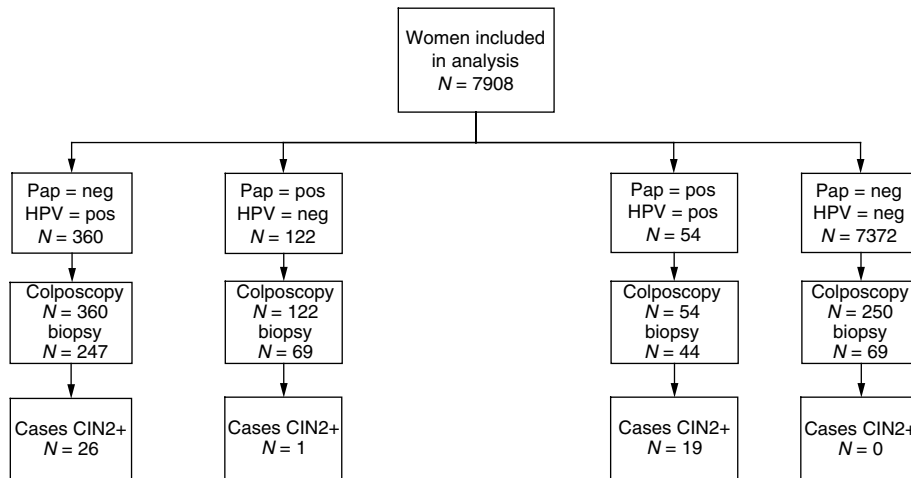 Women included
in analysis
N = 7908
Pap = neg
HPV = pos
N = 360
Pap = pos
HPV = neg
N = 122
Pap = pos
HPV = pos
N = 54
Pap = neg
HPV = neg
N = 7372
Colposcopy
N = 360
biopsy
N = 247
Colposcopy
N = 122
biopsy
N = 69
Colposcopy
N = 54
biopsy
N = 44
Colposcopy
N = 250
biopsy
N = 69
Cases CIN2+
N = 26
Cases CIN2+
N = 1
Cases CIN2+
N = 19
Cases CIN2+
N = 0